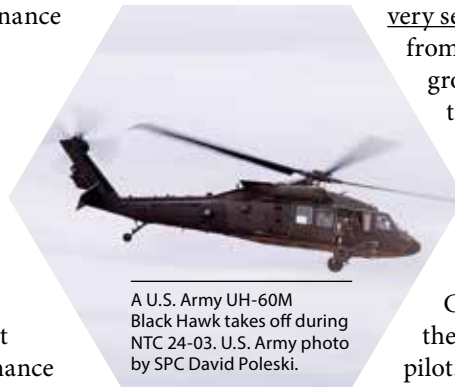 nance
t
nance
A U.S. Army UH-60M
Black Hawk takes off during
NTC 24-03. U.S. Army photo
by SPC David Poleski.
very se
from
gro
t
the
pilot